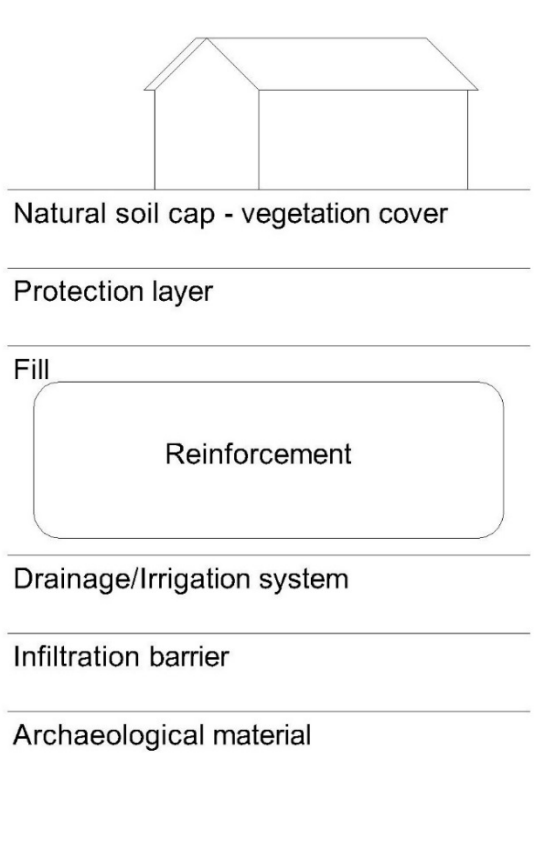 Natural soil cap - vegetation cover
Protection layer
Fill
Reinforcement
Drainage/Irrigation system
Infiltration barrier
Archaeological material